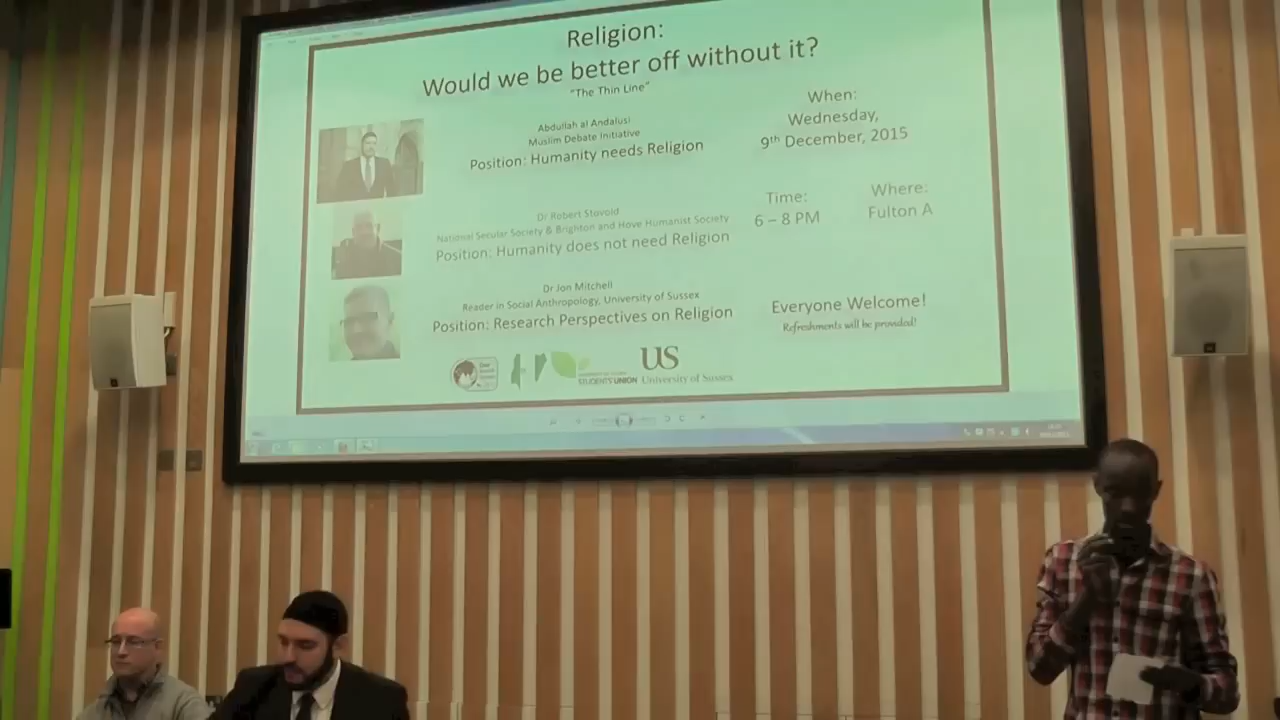 Religion:
Would we be better off without it?
"The Thin Line"
Abdullah al Andalusi
Muslim Debate Initiative
Position: Humanity needs Religion
Dr Robert Stovold
National Secular Society & Brighton and Hove Humanist Society
Position: Humanity does not need Religion
Dr Jon Mitchell
Reader in Social Anthropology, University of Sussex
Position: Research Perspectives on Religion
When:
Wednesday,
9th December, 2015
Time:
6 – 8 PM
Where:
Fulton A
Everyone Welcome!
Refreshments will be provided!
STUDENTS'UNION
US
University of Sussex